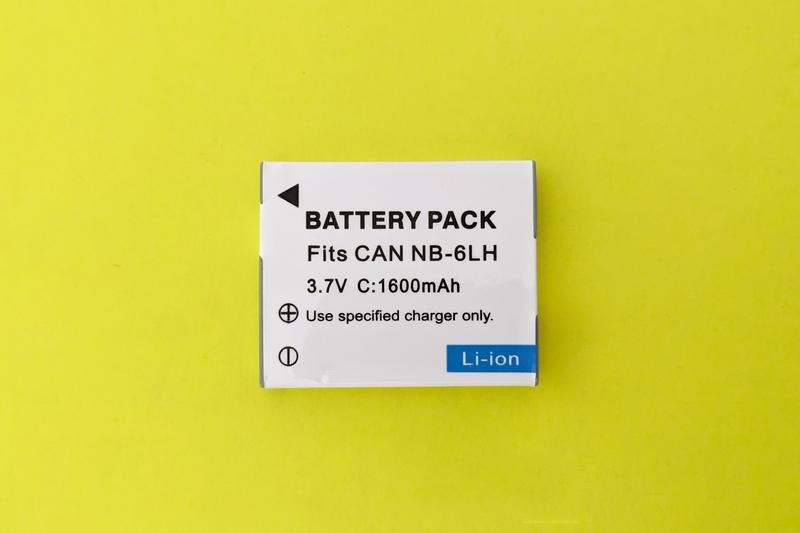 BATTERY PACK
Fits CAN NB-6LH
3.7V C:1600mAh
Use specified charger only.
Li-ion